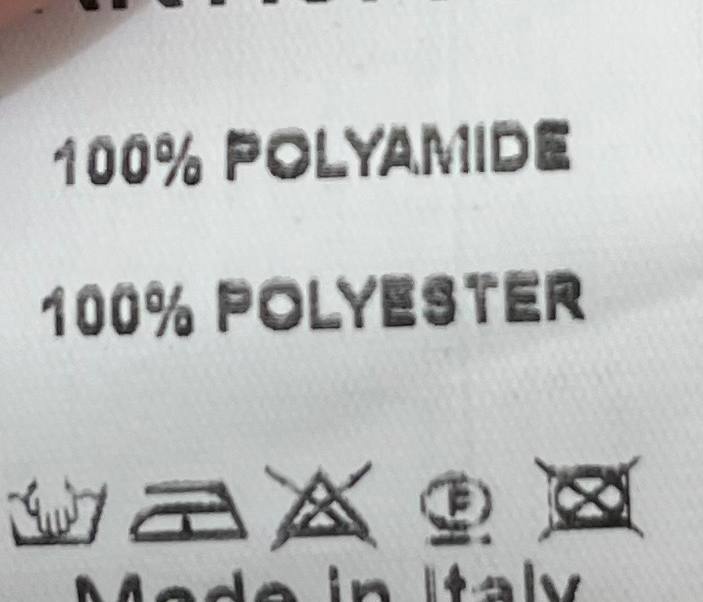 100% POLYAMIDE
100% POLYESTER
F
Made in Italy